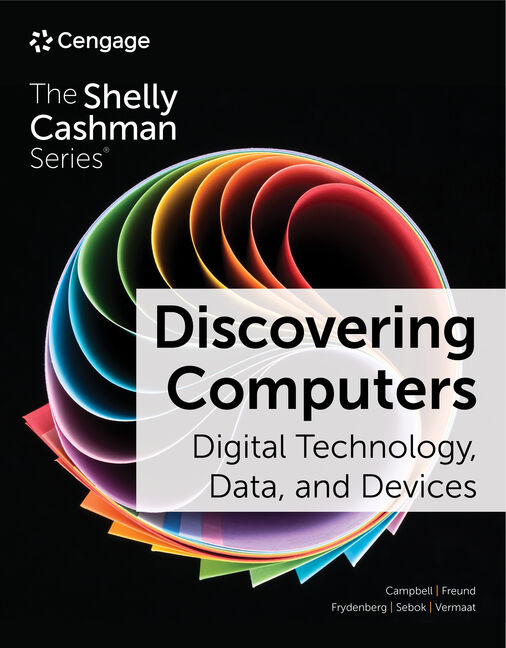 Cengage
The Shelly
Cashman
Series®
Discovering
Computers
Digital Technology,
Data, and Devices
Campbell | Freund
Frydenberg | Sebok | Vermaat